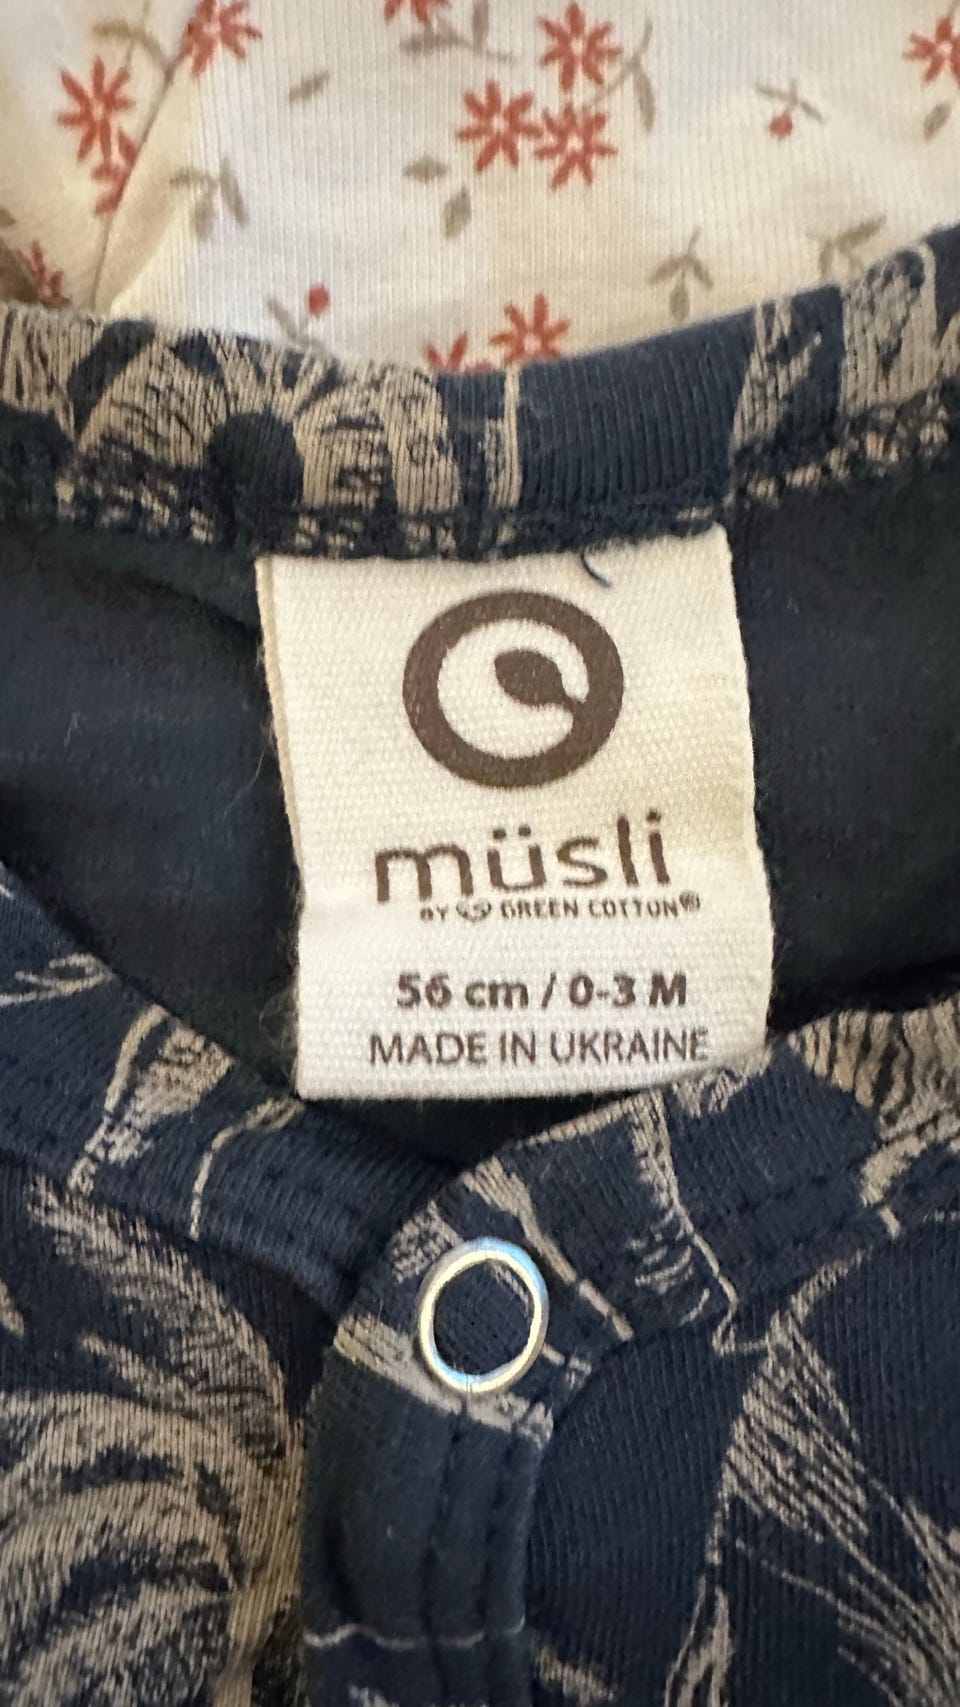 müsli
BY GREEN COTTON®
56 cm / 0-3 M
MADE IN UKRAINE